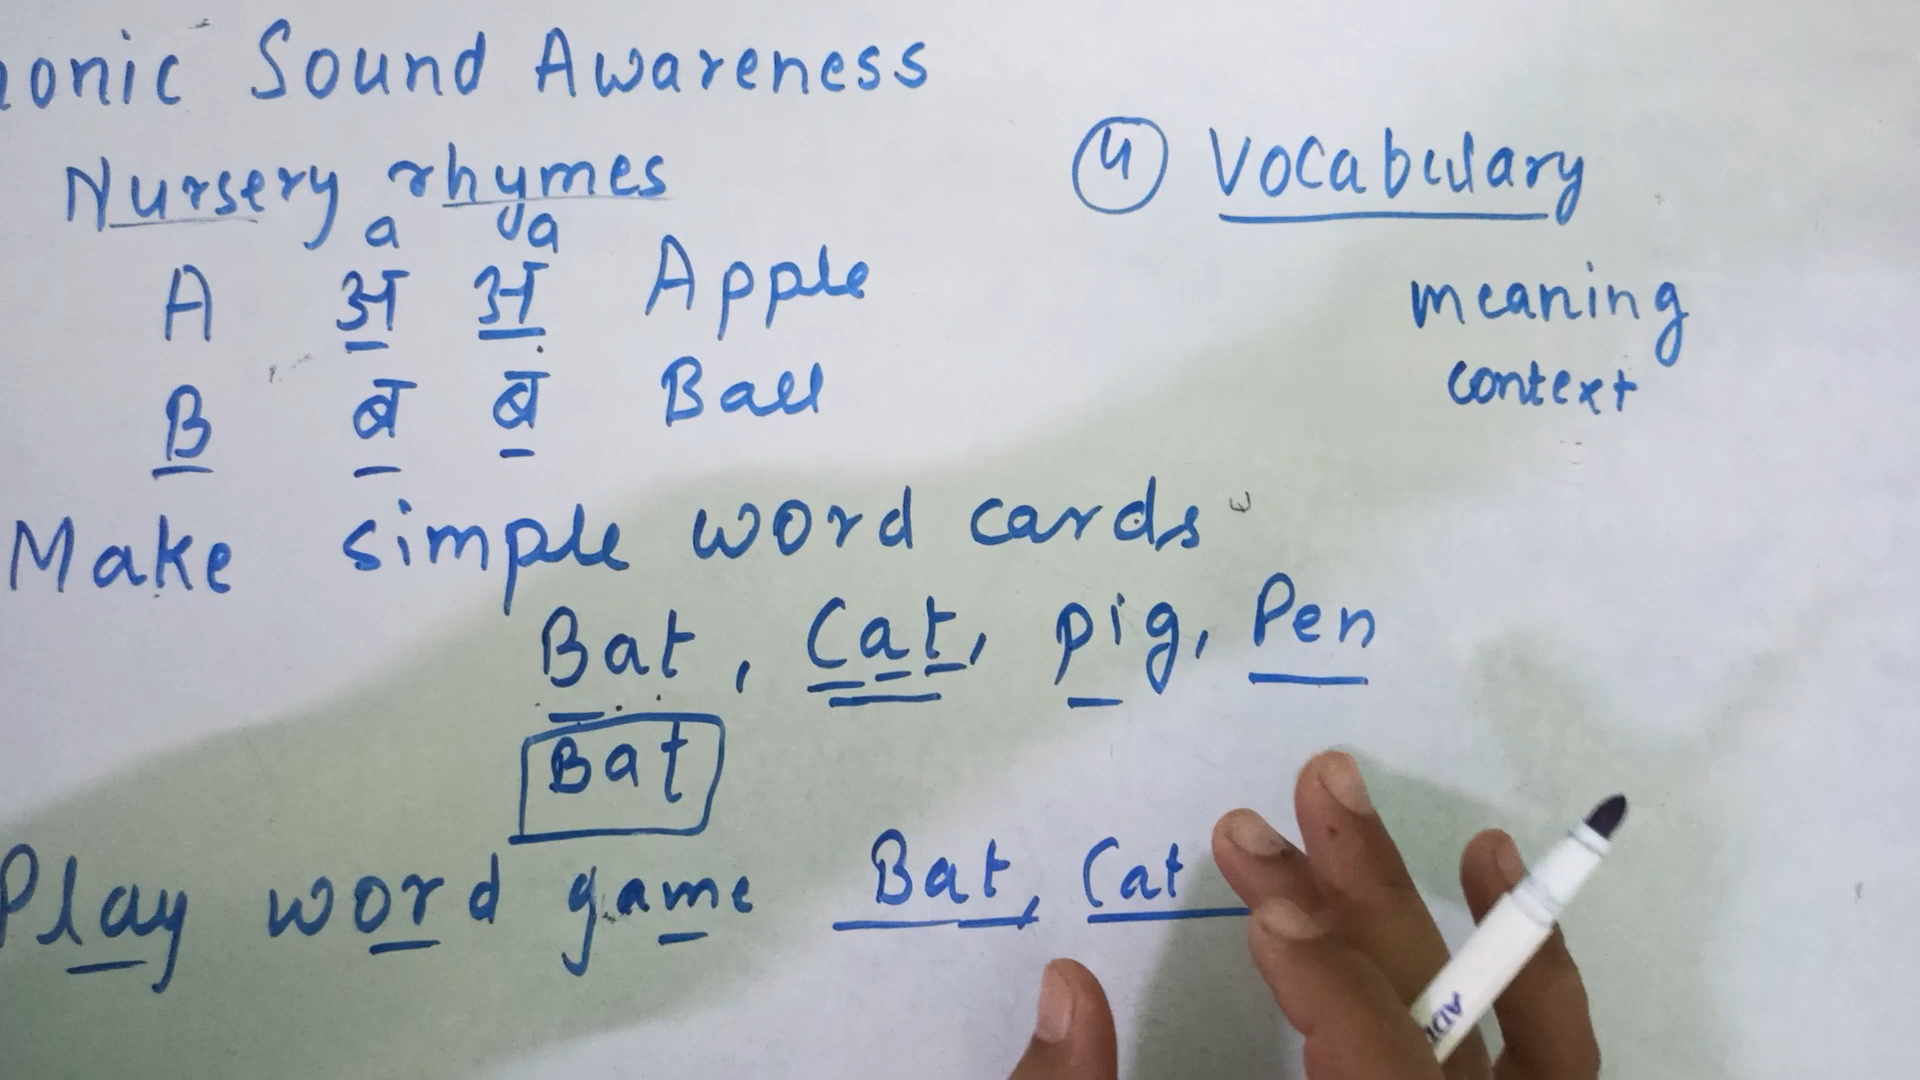 onic Sound Awareness
Nursery rhymes
a a
A अ अ Apple
B ब ब Ball
Make simple word cards
Bat, Cat, pig, Pen
Bat
Play word game Bat, Cat
4 Vocabulary
meaning
context